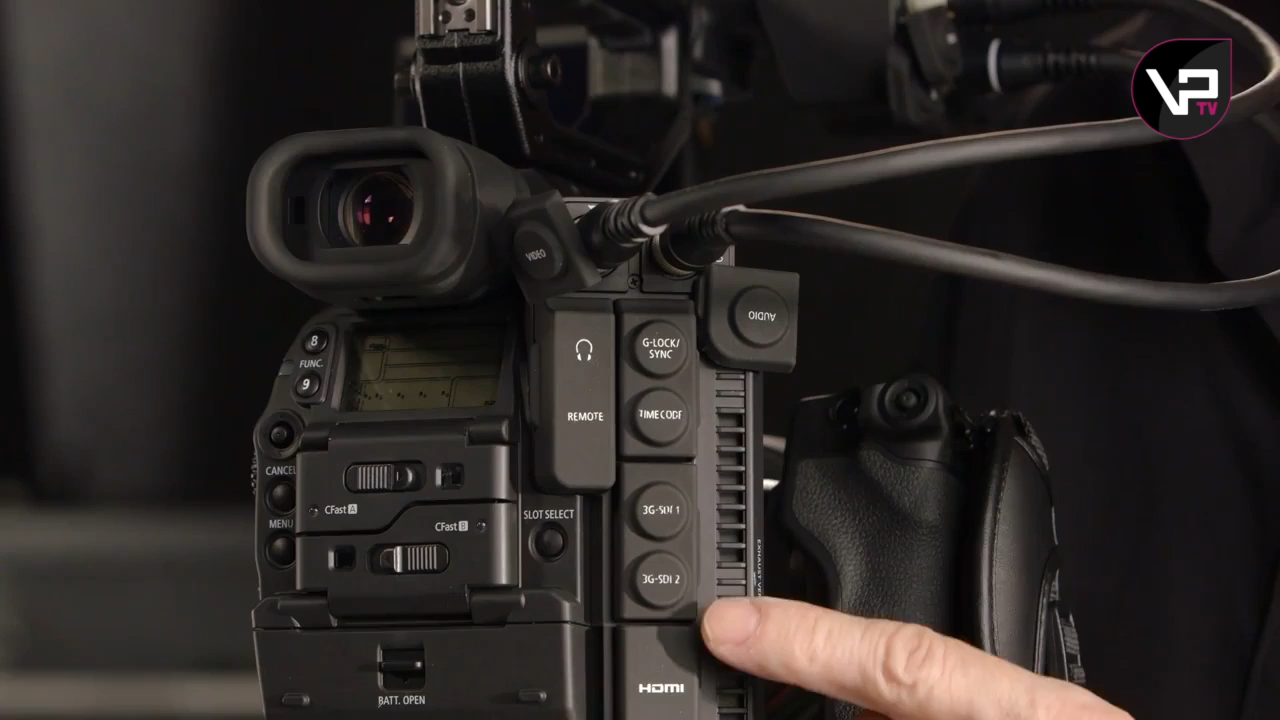 VP
TV
VIDEO
AUDIO
8
FUNC.
9
G-LOCK/
SYNC
REMOTE
TIME CODE
CANCEL
CFast A
MENU
CFast B
SLOT SELECT
3G-SDI 1
3G-SDI 2
HDMI
BATT. OPEN